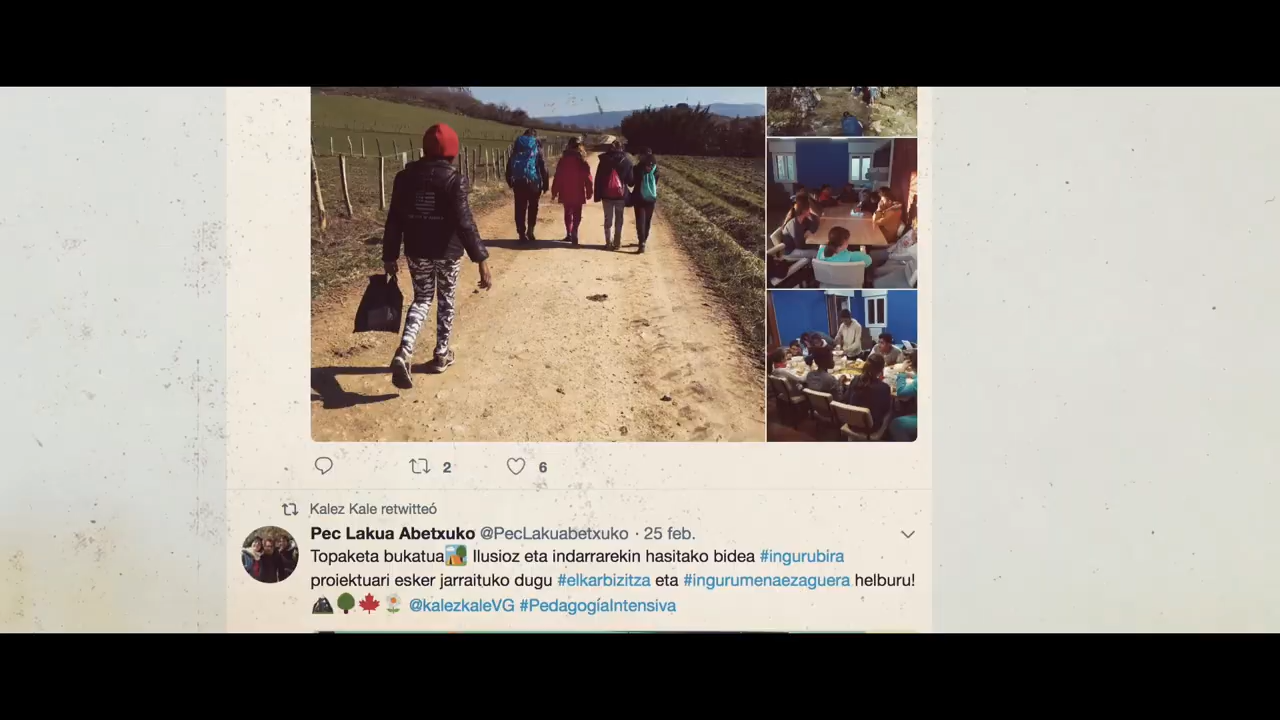 2 6
Kalez Kale retwitteó
Pec Lakua Abetxuko @PecLakuabetxuko · 25 feb.
Topaketa bukatua🏞️ Ilusioz eta indarrarekin hasitako bidea #ingurubira
proiektuari esker jarraituko dugu #elkarbizitza eta #ingurumenaezaguera helburu!
⛰️🌳🍁🌼 @kalezkaleVG #PedagogíaIntensiva